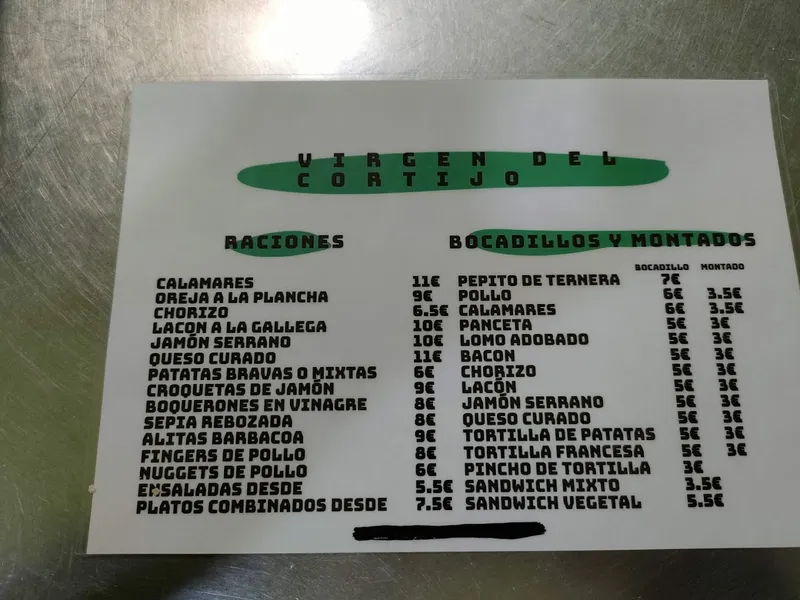 VIRGEN DEL
CORTIJO
RACIONES
CALAMARES 11€
OREJA A LA PLANCHA 9€
CHORIZO 6.5€
LACON A LA GALLEGA 10€
JAMÓN SERRANO 10€
QUESO CURADO 11€
PATATAS BRAVAS O MIXTAS 6€
CROQUETAS DE JAMÓN 9€
BOQUERONES EN VINAGRE 8€
SEPIA REBOZADA 8€
ALITAS BARBACOA 9€
FINGERS DE POLLO 8€
NUGGETS DE POLLO 6€
ENSALADAS DESDE 5.5€
PLATOS COMBINADOS DESDE 7.5€
BOCADILLOS Y MONTADOS
BOCADILLO MONTADO
PEPITO DE TERNERA 7€
POLLO 6€ 3.5€
CALAMARES 6€ 3.5€
PANCETA 5€ 3€
LOMO ADOBADO 5€ 3€
BACON 5€ 3€
CHORIZO 5€ 3€
LACÓN 5€ 3€
JAMÓN SERRANO 5€ 3€
QUESO CURADO 5€ 3€
TORTILLA DE PATATAS 5€ 3€
TORTILLA FRANCESA 5€ 3€
PINCHO DE TORTILLA 3€
SANDWICH MIXTO 3.5€
SANDWICH VEGETAL 5.5€